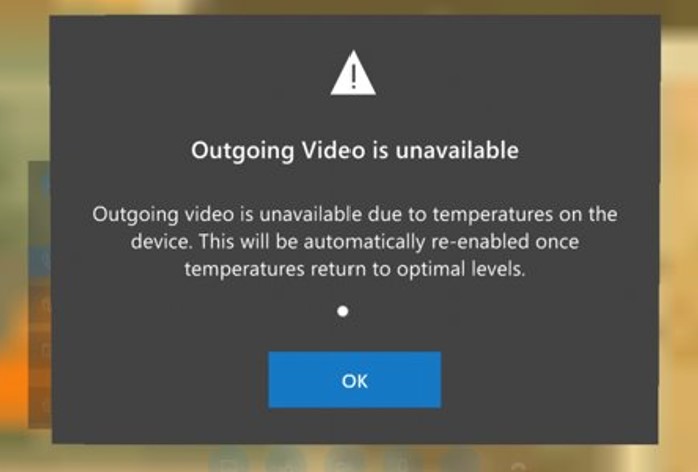 Outgoing Video is unavailable
Outgoing video is unavailable due to temperatures on the
device. This will be automatically re-enabled once
temperatures return to optimal levels.
OK